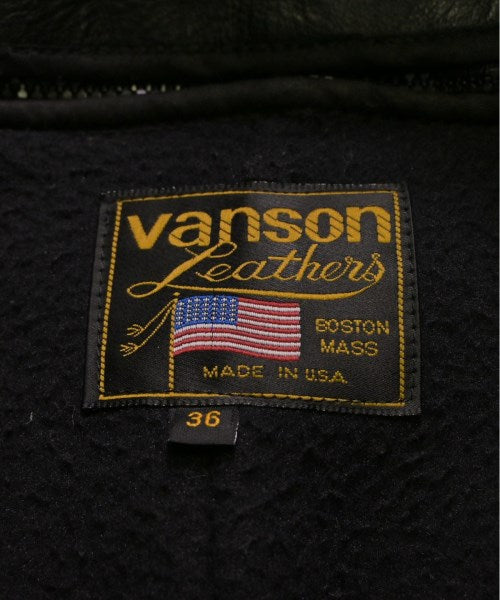 vanson
Leathers
BOSTON
MASS
MADE IN U.S.A.
36